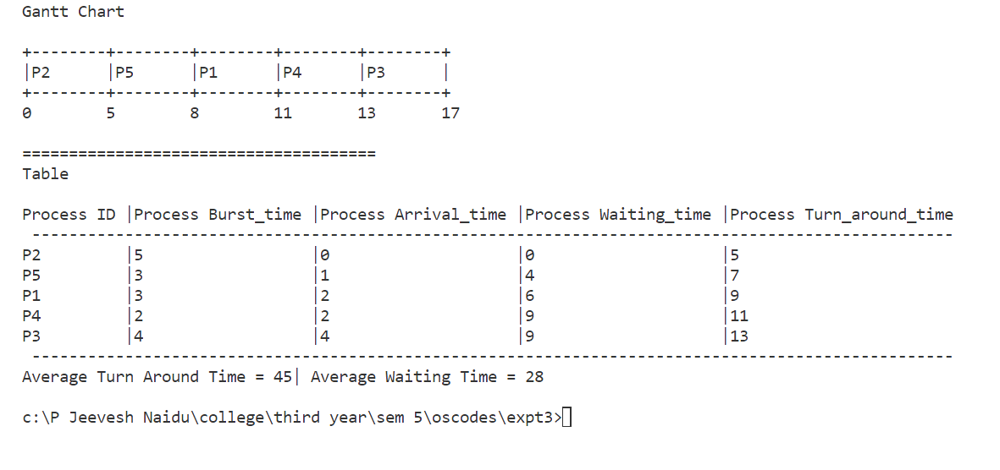 Gantt Chart
+--------+--------+--------+--------+--------+
|P2      |P5      |P1      |P4      |P3      |
+--------+--------+--------+--------+--------+
0        5        8        11       13       17
======================================
Table
Process ID |Process Burst_time |Process Arrival_time |Process Waiting_time |Process Turn_around_time
---------------------------------------------------------------------------------------------------
P2         |5                  |0                    |0                    |5
P5         |3                  |1                    |4                    |7
P1         |3                  |2                    |6                    |9
P4         |2                  |2                    |9                    |11
P3         |4                  |4                    |9                    |13
---------------------------------------------------------------------------------------------------
Average Turn Around Time = 45| Average Waiting Time = 28
c:\P Jeevesh Naidu\college\third year\sem 5\oscodes\expt3>